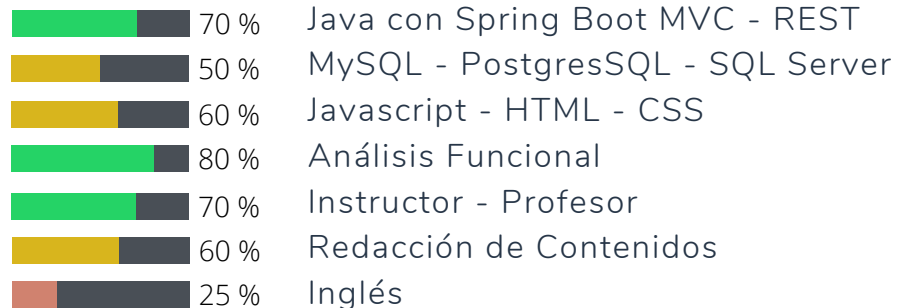 70 % Java con Spring Boot MVC - REST
50 % MySQL - PostgresSQL - SQL Server
60 % Javascript - HTML - CSS
80 % Análisis Funcional
70 % Instructor - Profesor
60 % Redacción de Contenidos
25 % Inglés